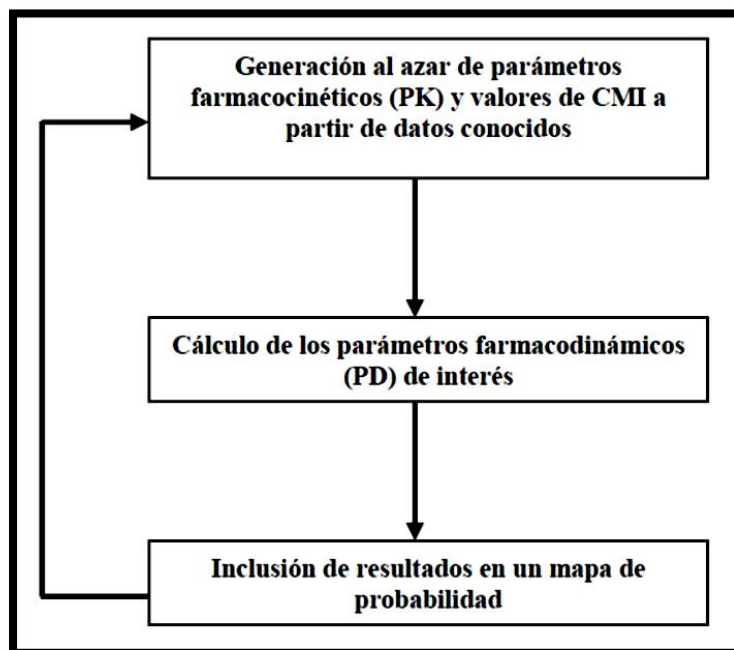 Generación al azar de parámetros
farmacocinéticos (PK) y valores de CMI a
partir de datos conocidos
Cálculo de los parámetros farmacodinámicos
(PD) de interés
Inclusión de resultados en un mapa de
probabilidad